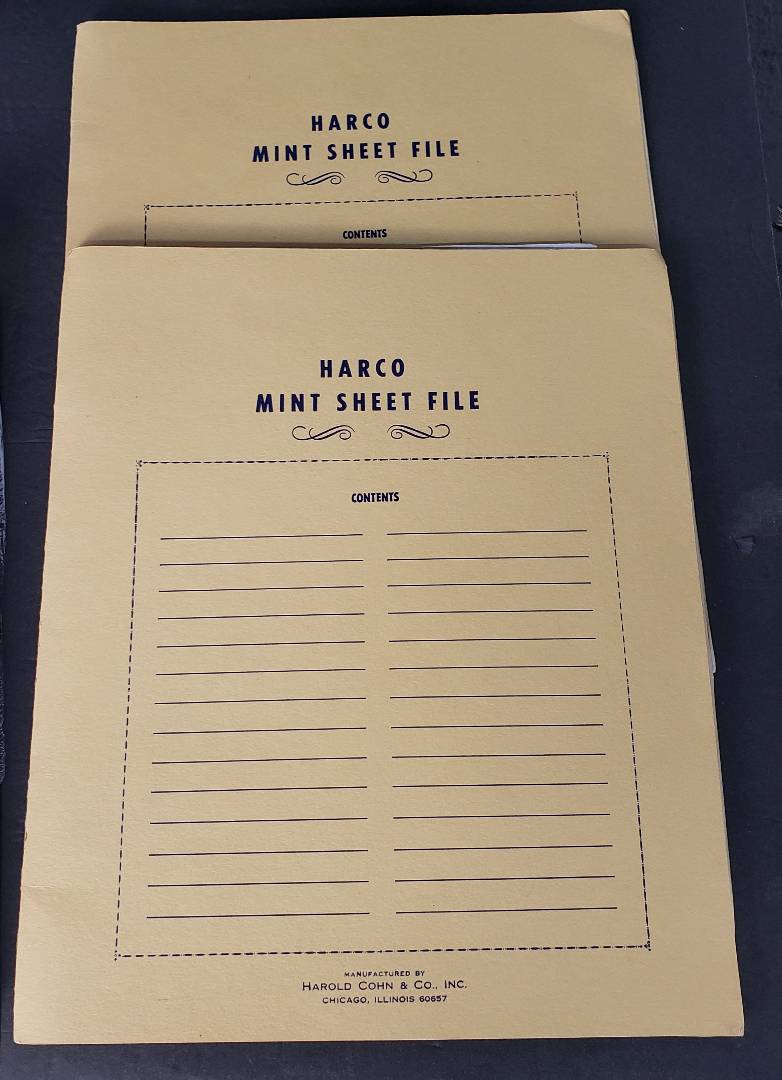 HARCO
MINT SHEET FILE
CONTENTS
HARCO
MINT SHEET FILE
CONTENTS
MANUFACTURED BY
HAROLD COHN & CO., INC.
CHICAGO, ILLINOIS 60657